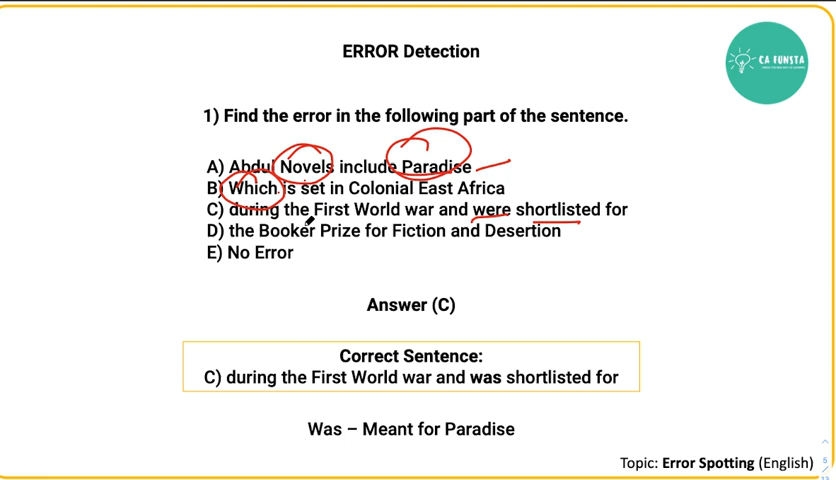 ERROR Detection
CA FUNSTA
1) Find the error in the following part of the sentence.
A) Abdul Novels include Paradise
B) Which is set in Colonial East Africa
C) during the First World war and were shortlisted for
D) the Booker Prize for Fiction and Desertion
E) No Error
Answer (C)
Correct Sentence:
C) during the First World war and was shortlisted for
Was – Meant for Paradise
Topic: Error Spotting (English)
5
/
13